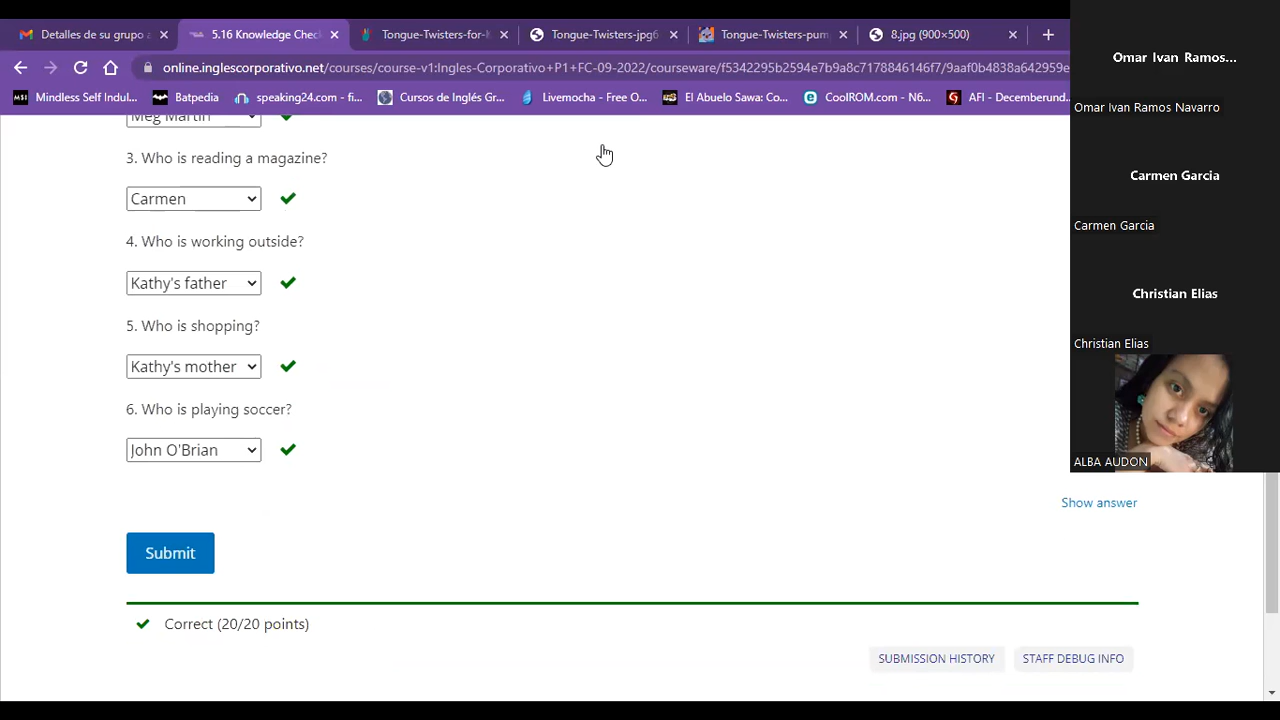 Detalles de su grupo
5.16 Knowledge Chec
Tongue-Twisters-for-
Tongue-Twisters-jpg6
Tongue-Twisters-pum
8.jpg (900×590)
online.inglescorporativo.net/courses/course-v1:Ingles-Corporativo+P1+FC-09-2022/courseware/f5342295b2594e7b9a8c7178846146f7/9aaf0b4838a642959e
Mindless Self Indul...
Batpedia
speaking24.com - fi...
Cursos de Inglés Gr...
Livemocha - Free O...
El Abuelo Sawa: Co...
CoolROM.com - N6...
AFI - Decemberund...
Meg Martin
3. Who is reading a magazine?
Carmen
4. Who is working outside?
Kathy's father
5. Who is shopping?
Kathy's mother
6. Who is playing soccer?
John O'Brian
Show answer
Submit
Correct (20/20 points)
SUBMISSION HISTORY
STAFF DEBUG INFO
Omar Ivan Ramos...
Omar Ivan Ramos Navarro
Carmen Garcia
Carmen Garcia
Christian Elias
Christian Elias
ALBA AUDON